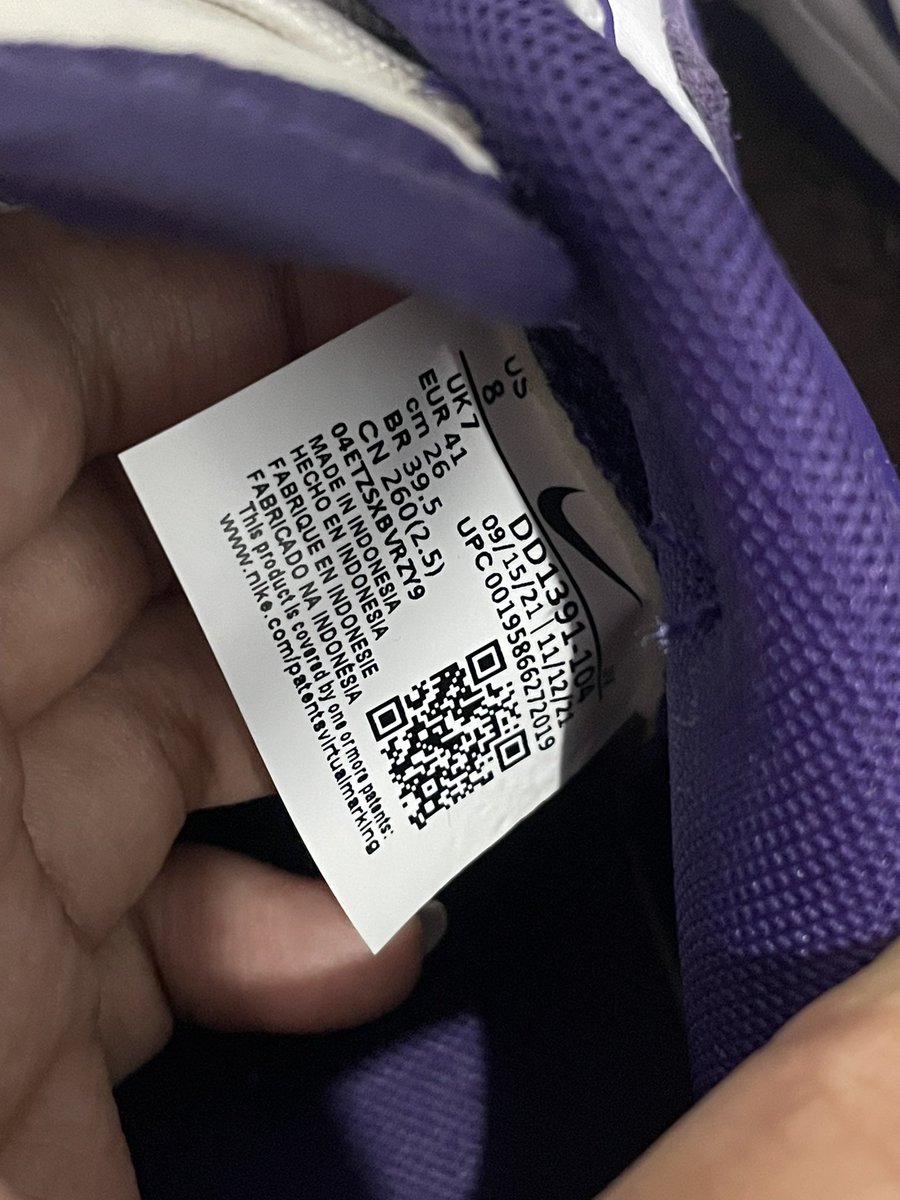 US
8
UK 7
EUR 41
cm 26
BR 39.5
CN 260(2.5)
04ETZSXBVRZY9
MADE IN INDONESIA
HECHO EN INDONESIA
FABRIQUE EN INDONESIE
FABRICADO NA INDONÉSIA
This product is covered by one or more patents:
www.nike.com/patentsvirtualmarking
DD1391-104
09/15/21 11/12/21
UPC 00195866272019